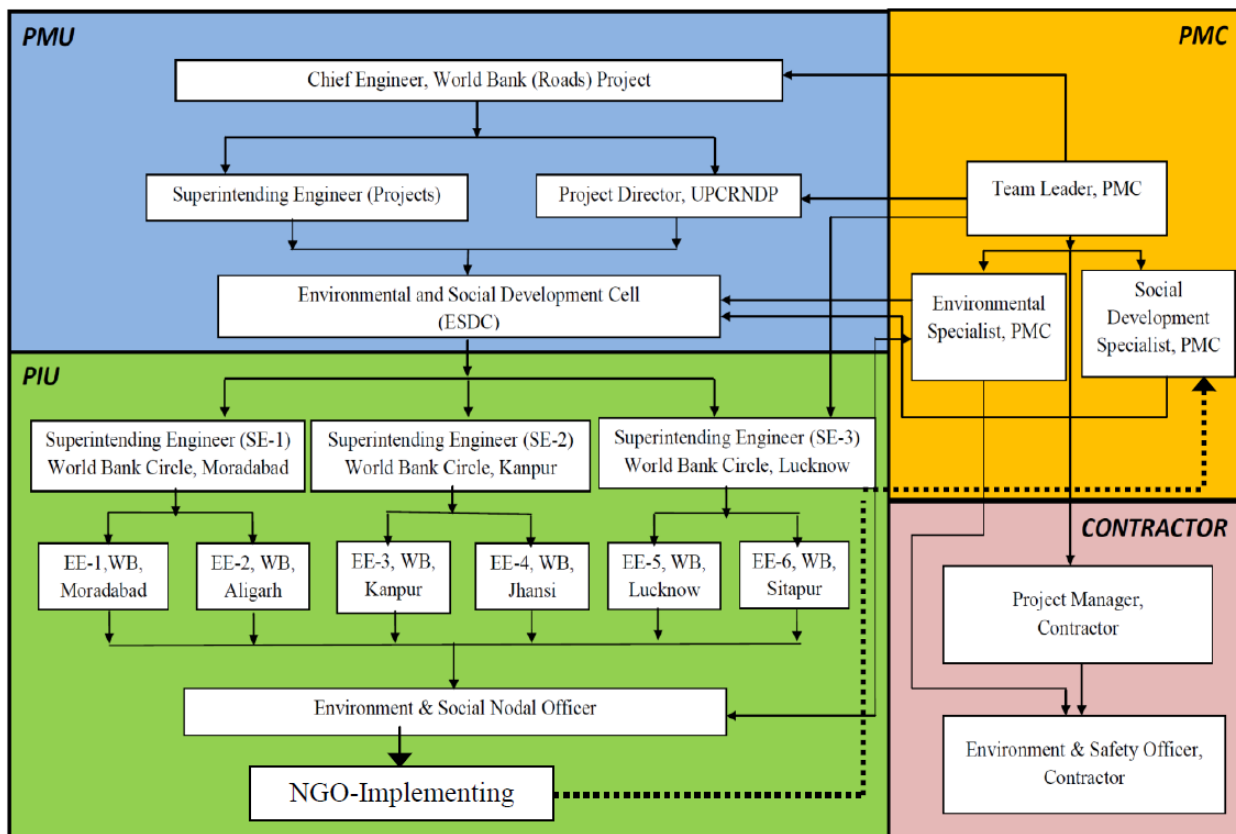 PMU
Chief Engineer, World Bank (Roads) Project
Superintending Engineer (Projects)
Project Director, UPCRNDP
Environmental and Social Development Cell
(ESDC)
PMC
Team Leader, PMC
Environmental
Specialist, PMC
Social
Development
Specialist, PMC
PIU
Superintending Engineer (SE-1)
World Bank Circle, Moradabad
Superintending Engineer (SE-2)
World Bank Circle, Kanpur
Superintending Engineer (SE-3)
World Bank Circle, Lucknow
EE-1,WB,
Moradabad
EE-2, WB,
Aligarh
EE-3, WB,
Kanpur
EE-4, WB,
Jhansi
EE-5, WB,
Lucknow
EE-6, WB,
Sitapur
Environment & Social Nodal Officer
NGO-Implementing
CONTRACTOR
Project Manager,
Contractor
Environment & Safety Officer,
Contractor